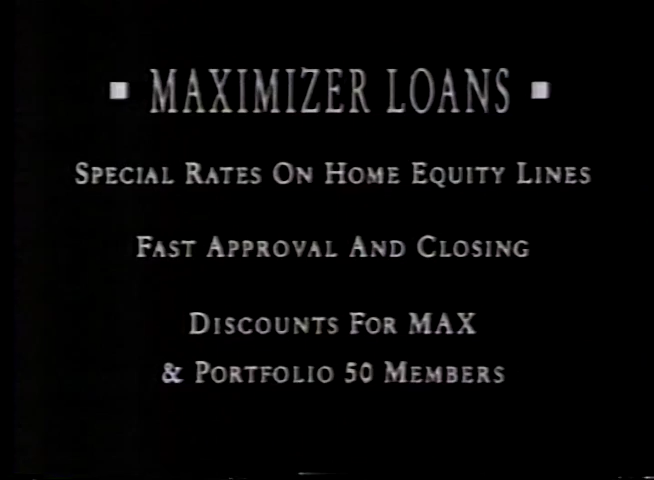 ▪ MAXIMIZER LOANS ▪
SPECIAL RATES ON HOME EQUITY LINES
FAST APPROVAL AND CLOSING
DISCOUNTS FOR MAX
& PORTFOLIO 50 MEMBERS